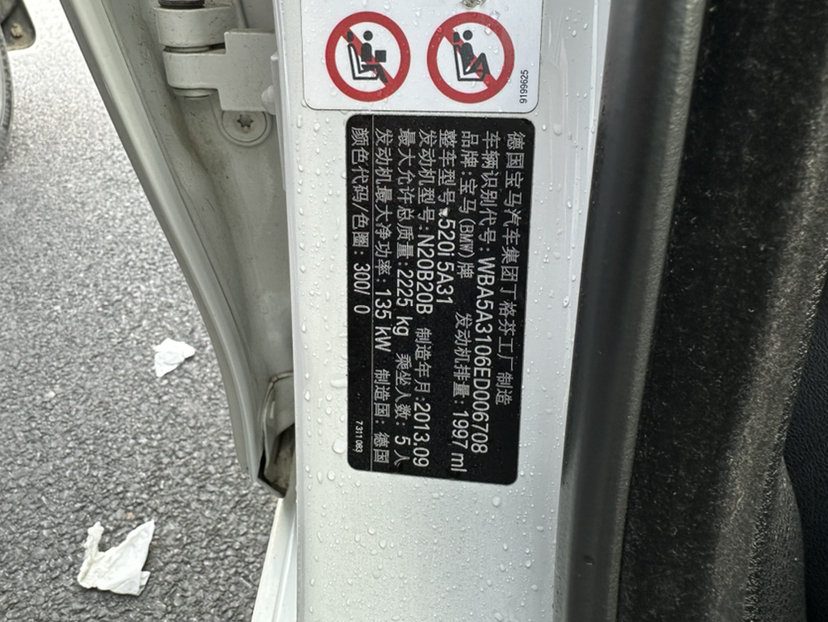 9199625
德国宝马汽车集团丁格芬工厂制造
车辆识别代号:WBA5A3106ED006708
品牌:宝马(BMW)牌 发动机排量:1997 ml
整车型号:520i 5A31
发动机型号:N20B20B 制造年月:2013.09
最大允许总质量:2225 kg 乘坐人数:5人
发动机最大净功率:135 kW 制造国:德国
颜色代码/色圈:300/ 0
7 311 083